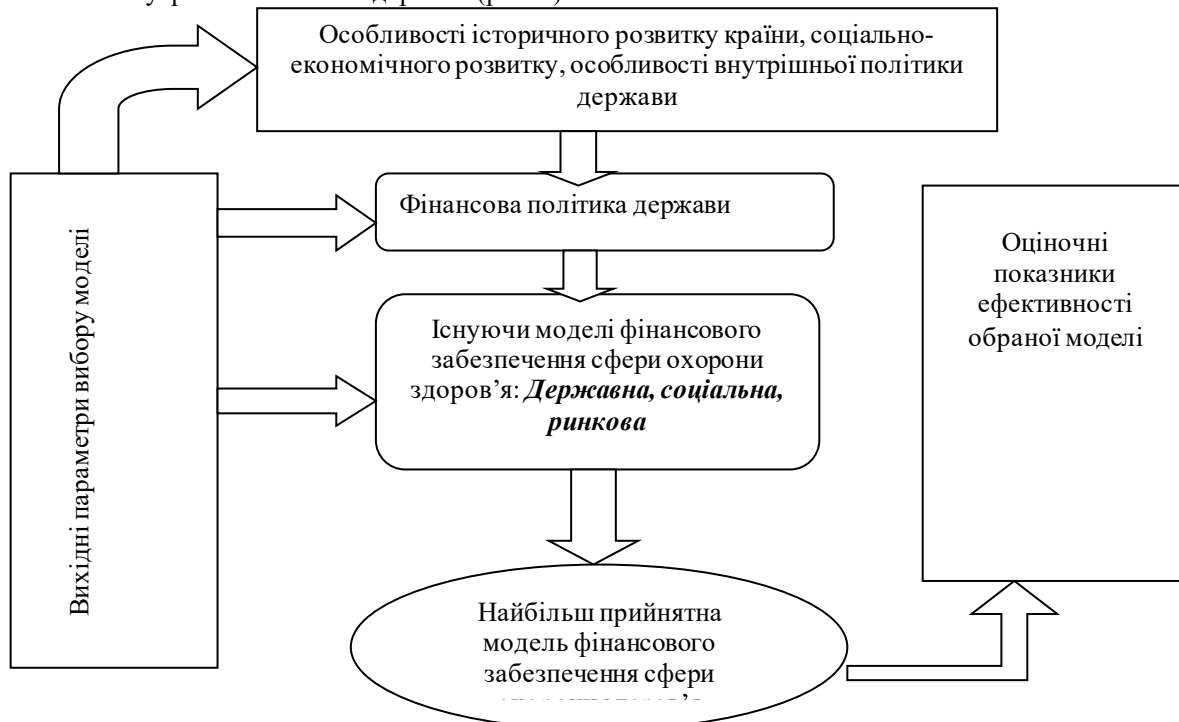 Особливості історичного розвитку країни, соціально-
економічного розвитку, особливості внутрішньої політики
держави
Вихідні параметри вибору моделі
Фінансова політика держави
Існуючи моделі фінансового
забезпечення сфери охорони
здоров’я: Державна, соціальна,
ринкова
Оціночні
показники
ефективності
обраної моделі
Найбільш прийнятна
модель фінансового
забезпечення сфери